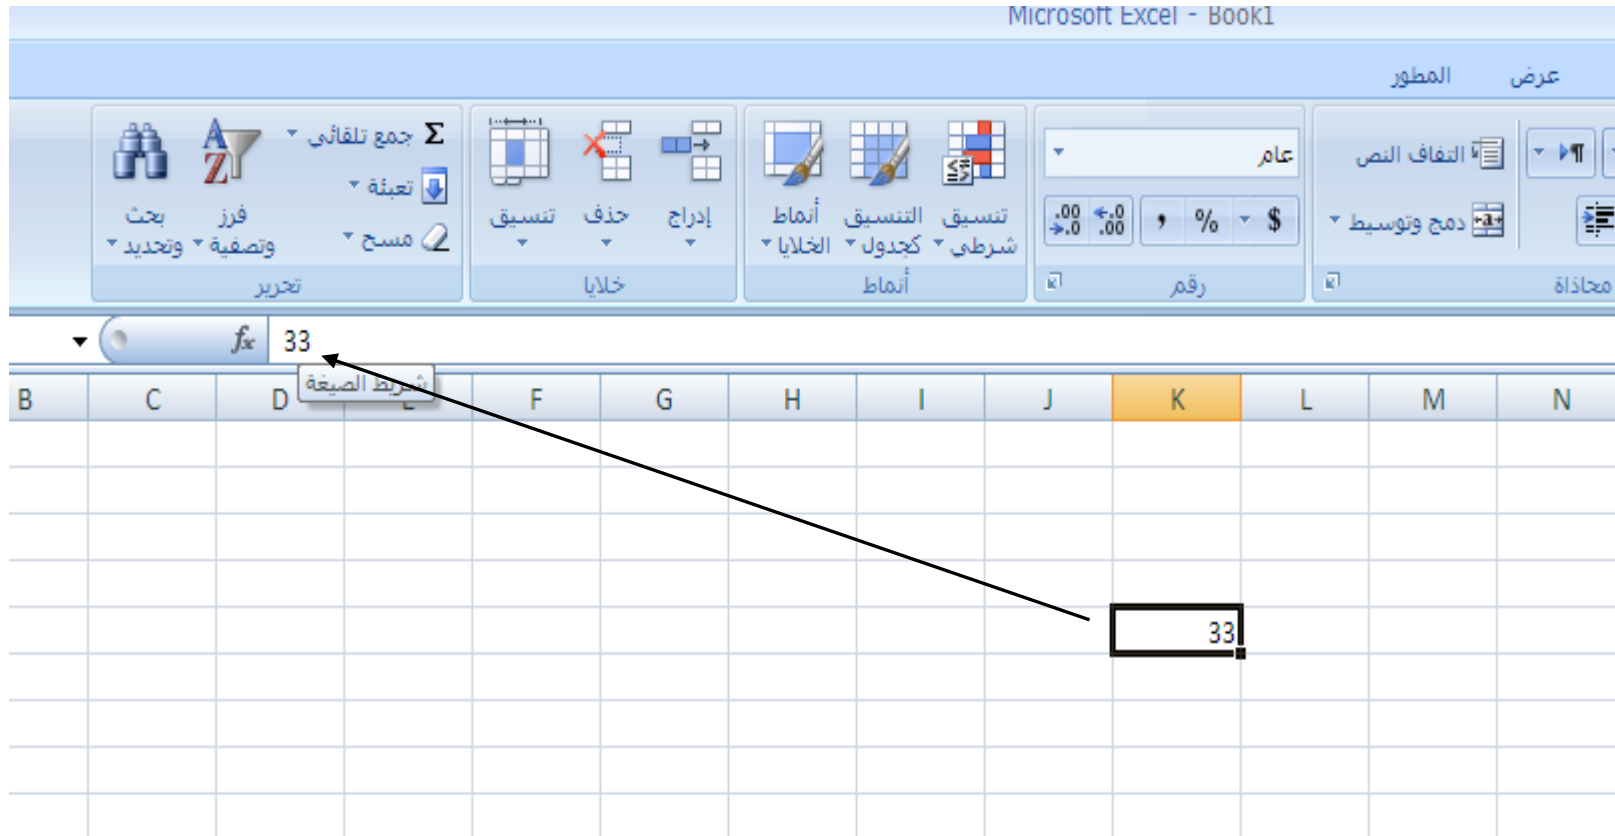 Microsoft Excel - Book1
عرض
المطور
التفاف النص
دمج وتوسيط
محاذاة
عام
$ % ,
.00 .0
.0 .00
رقم
تنسيق شرطي
التنسيق كجدول
أنماط الخلايا
أنماط
إدراج
حذف
تنسيق
خلايا
Σ جمع تلقائي
تعبئة
مسح
فرز وتصفية
بحث وتحديد
تحرير
fx 33
شريط الصيغة
B C D E F G H I J K L M N
33